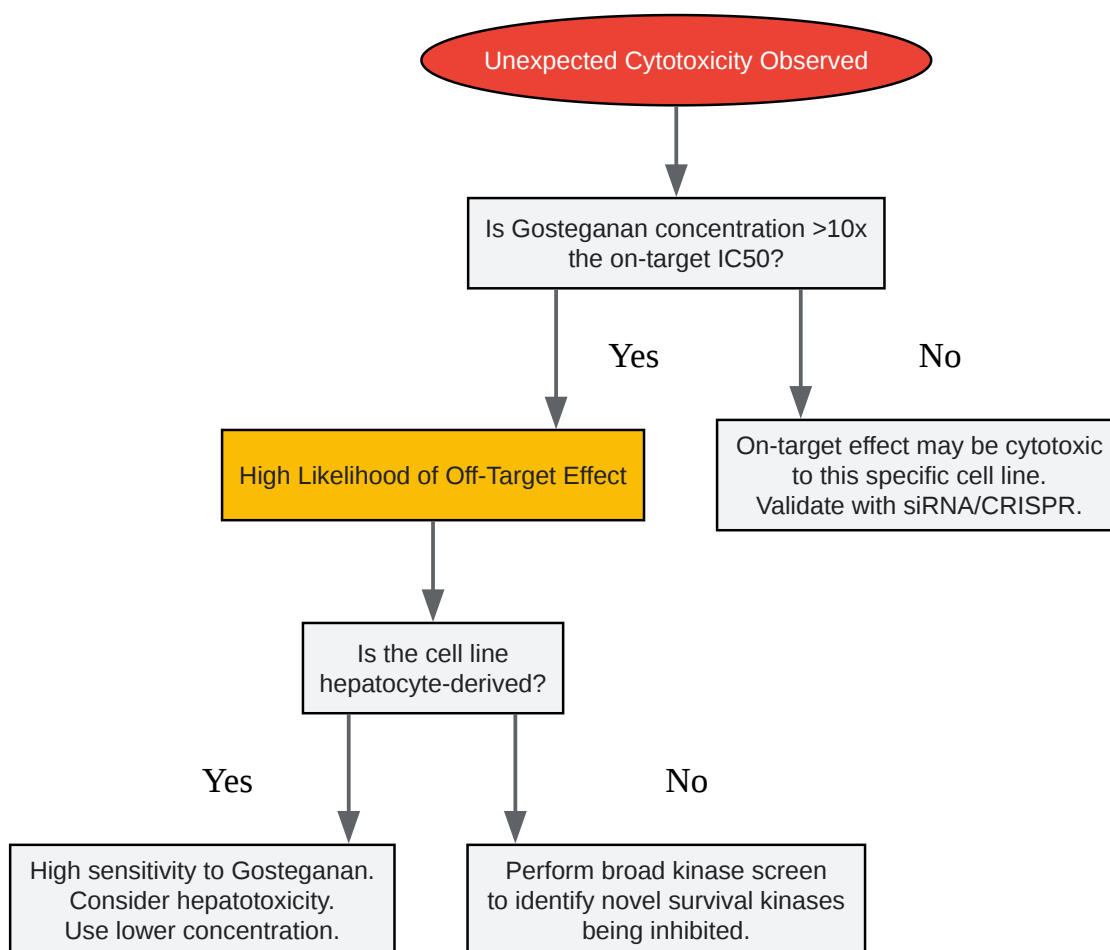 Unexpected Cytotoxicity Observed
Is Gosteganan concentration >10x
the on-target IC50?
Yes
No
High Likelihood of Off-Target Effect
On-target effect may be cytotoxic
to this specific cell line.
Validate with siRNA/CRISPR.
Is the cell line
hepatocyte-derived?
Yes
No
High sensitivity to Gosteganan.
Consider hepatotoxicity.
Use lower concentration.
Perform broad kinase screen
to identify novel survival kinases
being inhibited.